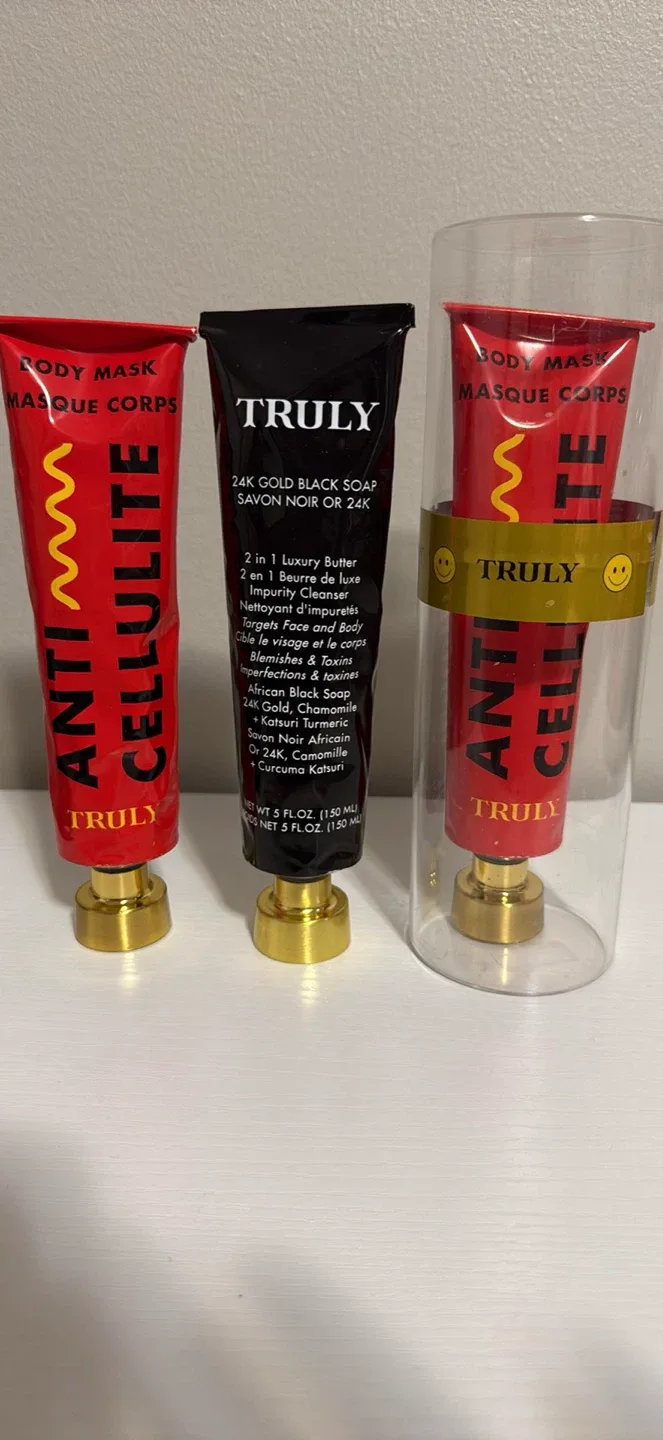 BODY MASK
MASQUE CORPS
ANTI
CELLULITE
TRULY
TRULY
24K GOLD BLACK SOAP
SAVON NOIR OR 24K
2 in 1 Luxury Butter
2 en 1 Beurre de luxe
Impurity Cleanser
Nettoyant d'impuretés
Targets Face and Body
Cible le visage et le corps
Blemishes & Toxins
Imperfections & toxines
African Black Soap
24K Gold, Chamomile
+ Katsuri Turmeric
Savon Noir Africain
Or 24K, Camomille
+ Curcuma Katsuri
NET WT 5 FL.OZ. (150 ML)
POIDS NET 5 FL.OZ. (150 ML)
BODY MASK
MASQUE CORPS
TRULY
ANTI
CELLULITE
TRULY